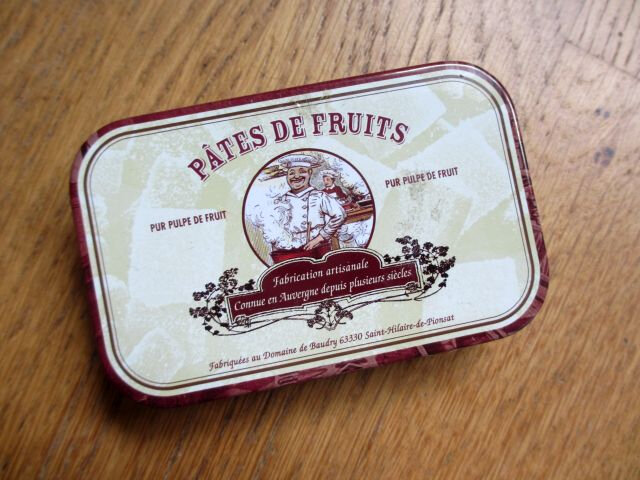 PÂTES DE FRUITS
PUR PULPE DE FRUIT
PUR PULPE DE FRUIT
Fabrication artisanale
Connue en Auvergne depuis plusieurs siècles
Fabriquées au Domaine de Baudry 63330 Saint-Hilaire-de-Pionsat